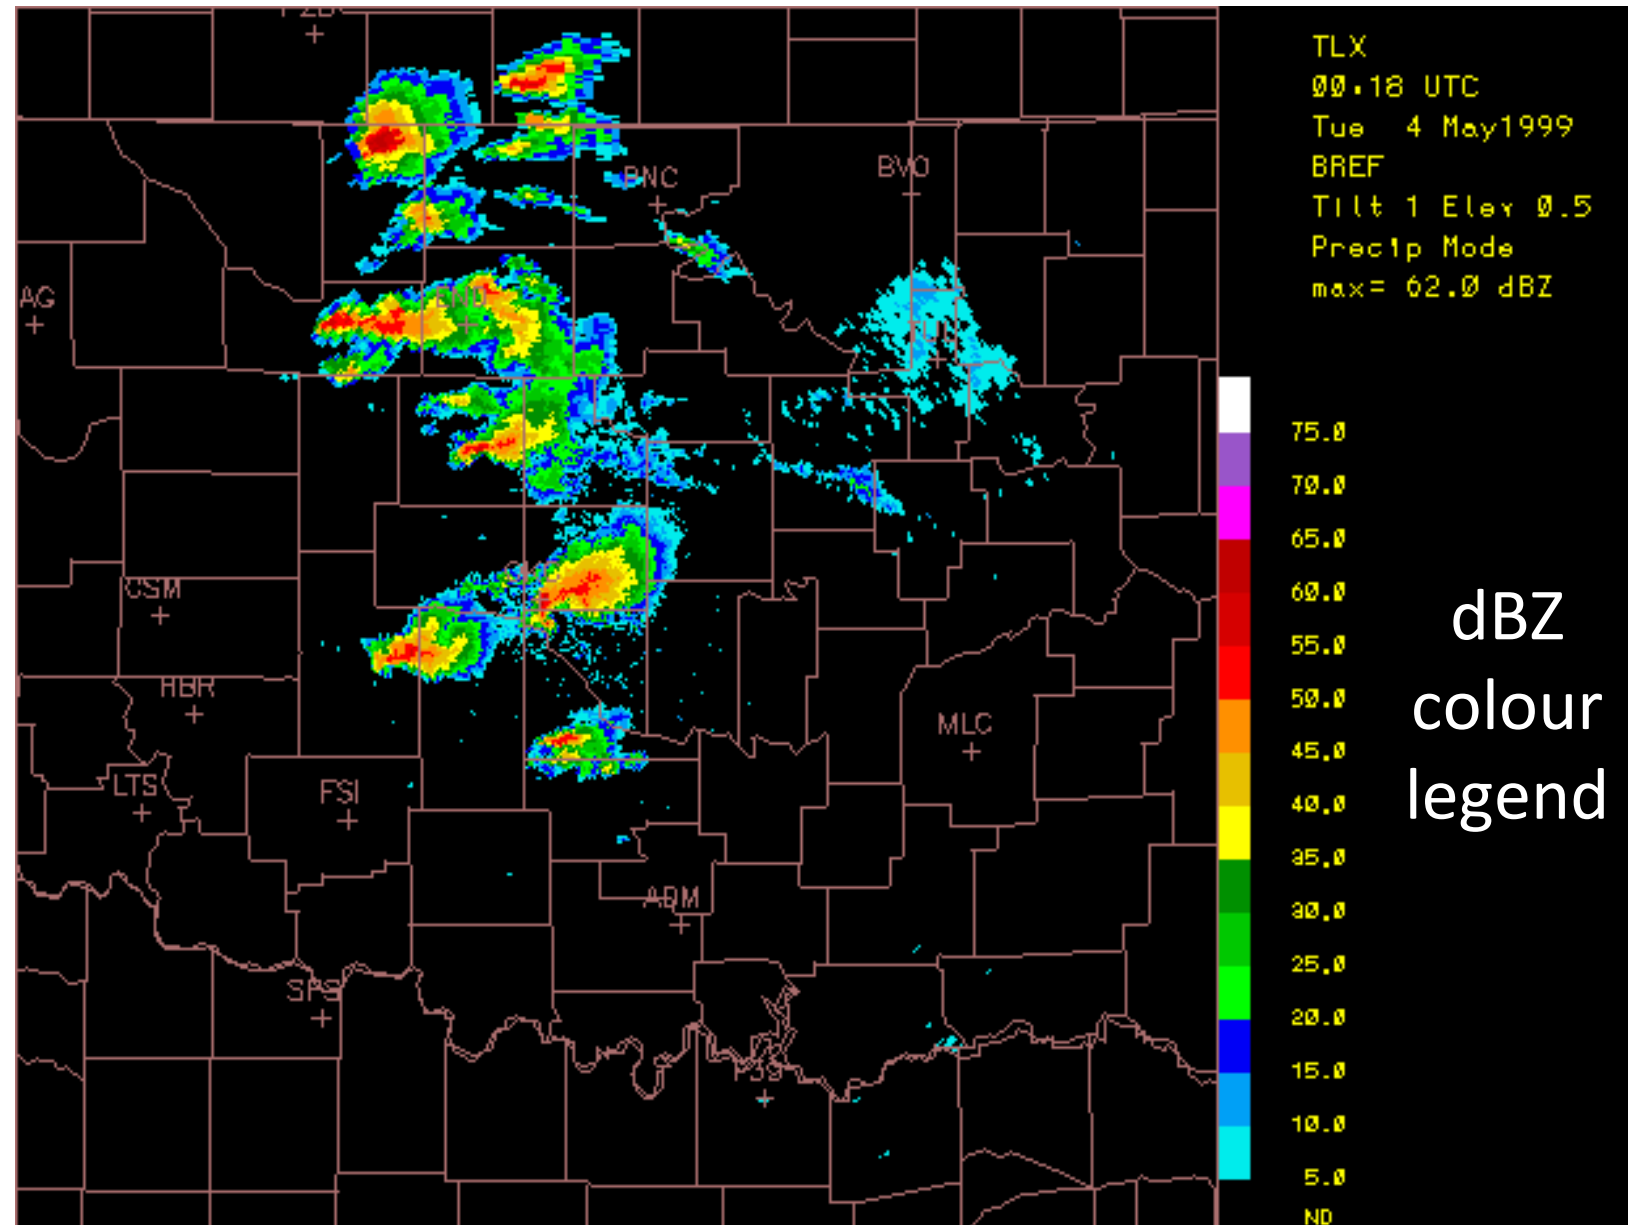 TLX
00.18 UTC
Tue 4 May1999
BREF
Tilt 1 Elev 0.5
Precip Mode
max= 62.0 dBZ
BNC
BVO
AG
CSM
HBR
MLC
LTS
FSI
ADM
SPS
75.0
70.0
65.0
60.0
55.0
50.0
45.0
40.0
35.0
30.0
25.0
20.0
15.0
10.0
5.0
ND
dBZ
colour
legend